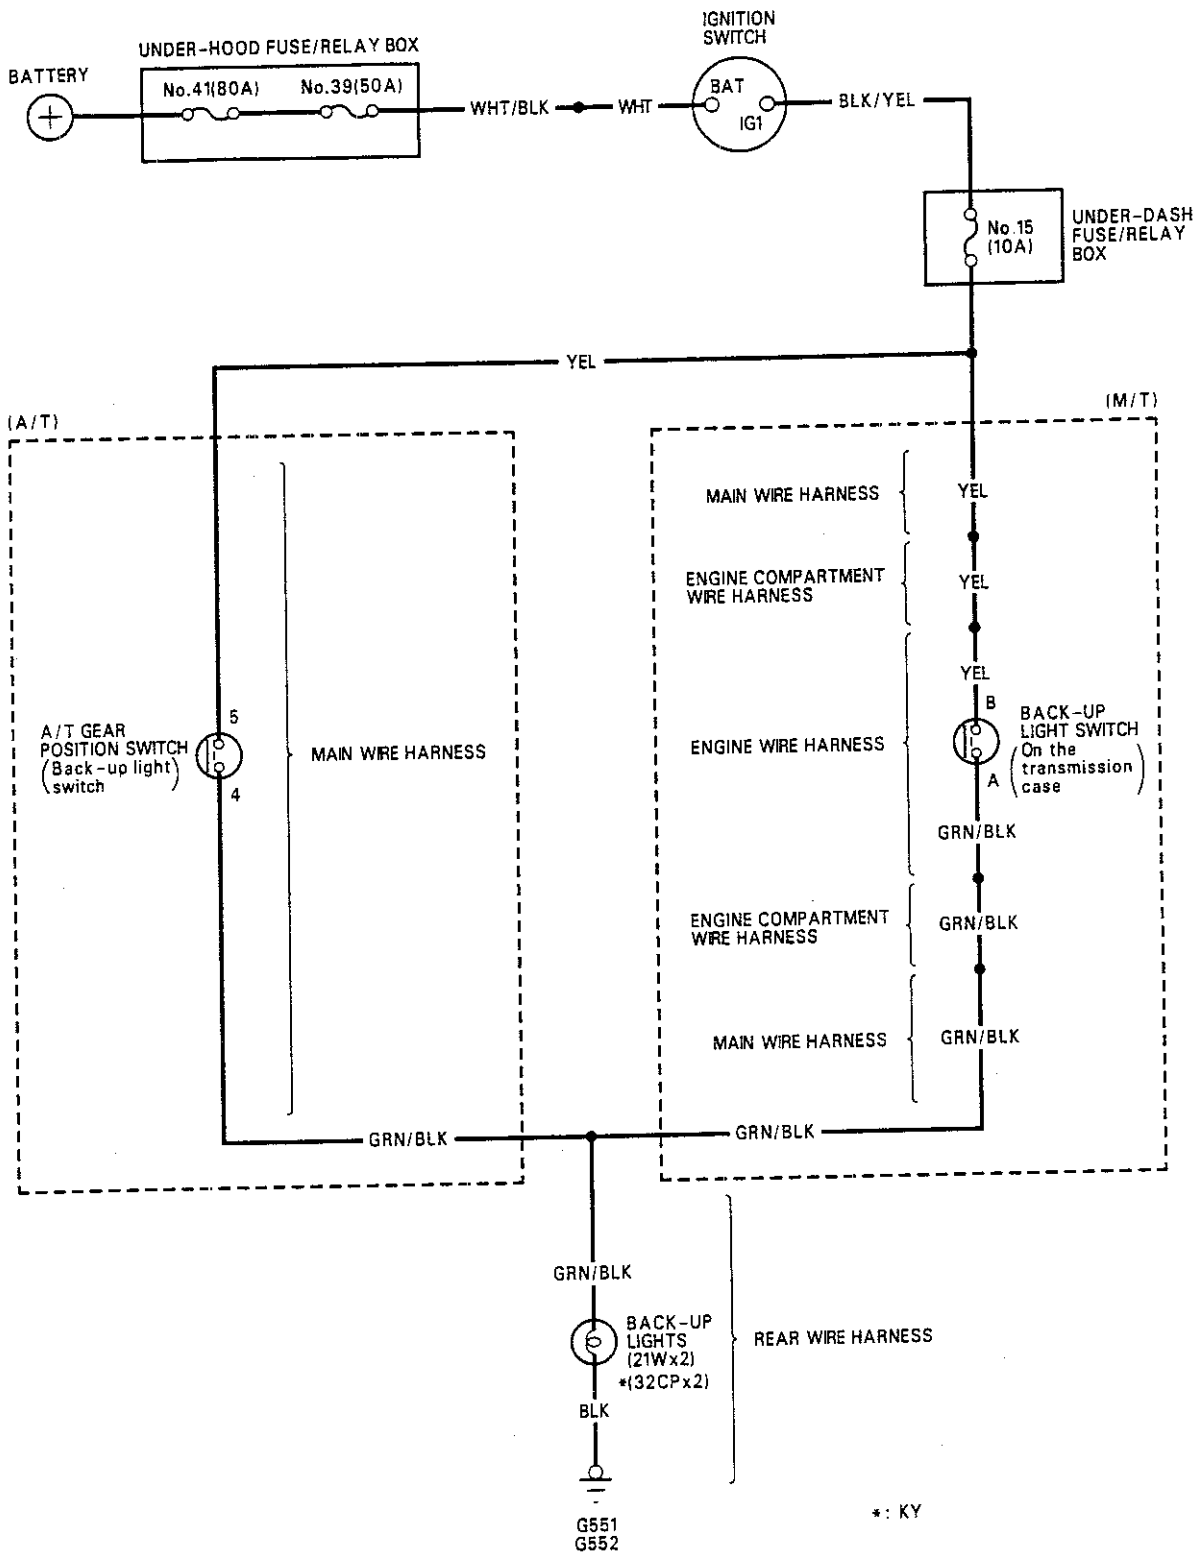 IGNITION
SWITCH
UNDER-HOOD FUSE/RELAY BOX
BATTERY
No.41(80A)
No.39(50A)
BAT
IG1
WHT/BLK
WHT
BLK/YEL
No.15
(10A)
UNDER-DASH
FUSE/RELAY
BOX
YEL
(A/T)
(M/T)
MAIN WIRE HARNESS
YEL
ENGINE COMPARTMENT
WIRE HARNESS
YEL
YEL
5
B
A/T GEAR
POSITION SWITCH
(Back-up light)
switch
4
MAIN WIRE HARNESS
ENGINE WIRE HARNESS
BACK-UP
LIGHT SWITCH
(On the
transmission
case)
A
GRN/BLK
ENGINE COMPARTMENT
WIRE HARNESS
GRN/BLK
MAIN WIRE HARNESS
GRN/BLK
GRN/BLK
GRN/BLK
GRN/BLK
BACK-UP
LIGHTS
(21Wx2)
*(32CPx2)
REAR WIRE HARNESS
BLK
G551
G552
*: KY